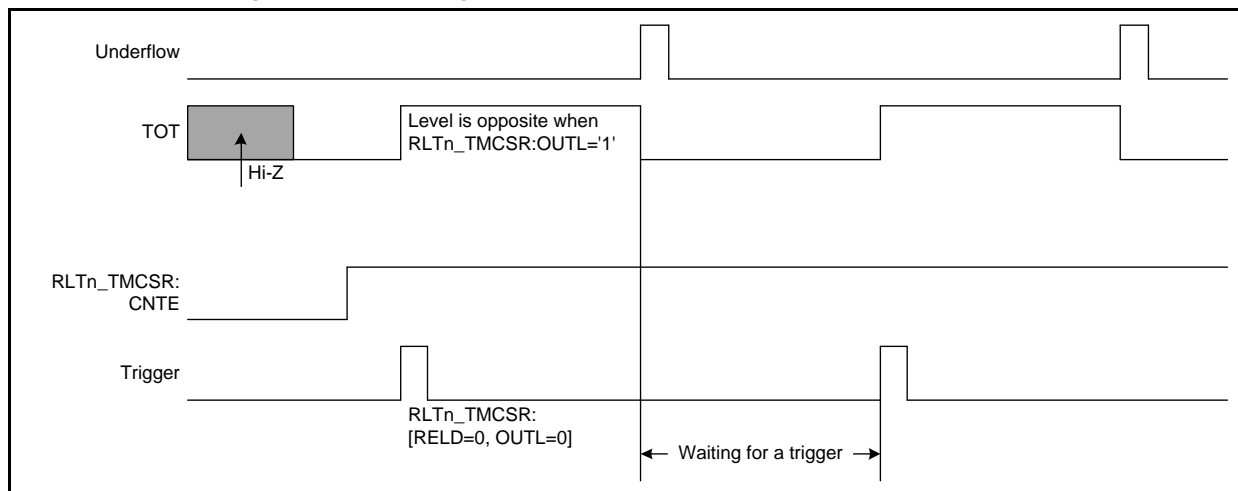 Underflow
TOT
Level is opposite when
RLTn_TMCSR:OUTL='1'
Hi-Z
RLTn_TMCSR:
CNTE
Trigger
RLTn_TMCSR:
[RELD=0, OUTL=0]
Waiting for a trigger